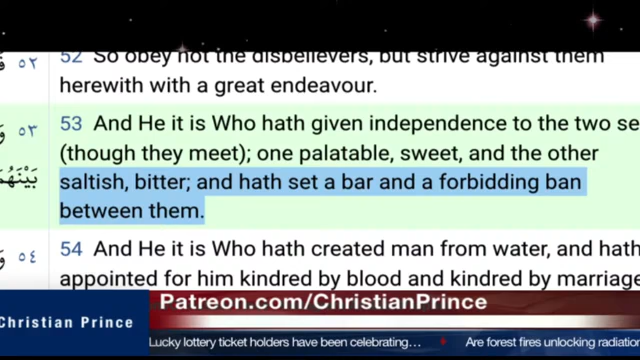 52 So obey not the disbelievers, but strive against them
herewith with a great endeavour.
٥٢
53 And He it is Who hath given independence to the two se
٥٣
(though they meet); one palatable, sweet, and the other
saltish, bitter; and hath set a bar and a forbidding ban
بَيْنَهُمَا
between them.
54 And He it is Who hath created man from water, and hath
٥٤
appointed for him kindred by blood and kindred by marriage
Patreon.com/ChristianPrince
Christian Prince
Lucky lottery ticket holders have been celebrating... Are forest fires unlocking radiation